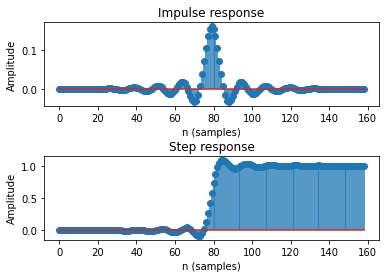 Impulse response
Amplitude
0.1
0.0
0 20 40 60 80 100 120 140 160
n (samples)
Step response
Amplitude
1.0
0.5
0.0
0 20 40 60 80 100 120 140 160
n (samples)